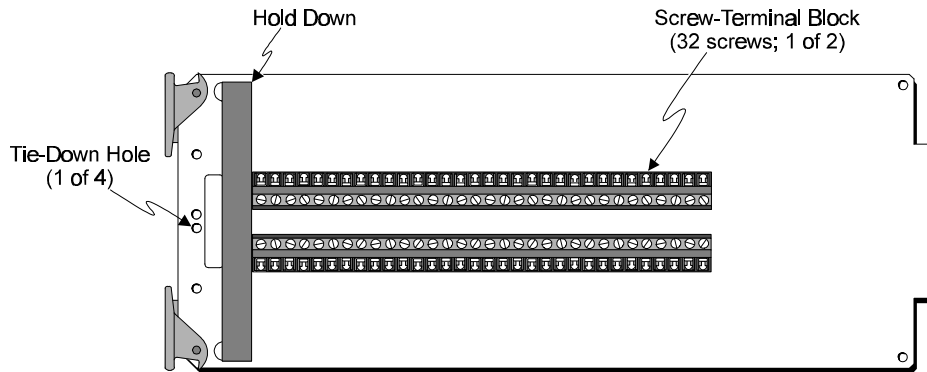 Hold Down
Screw-Terminal Block
(32 screws; 1 of 2)
Tie-Down Hole
(1 of 4)